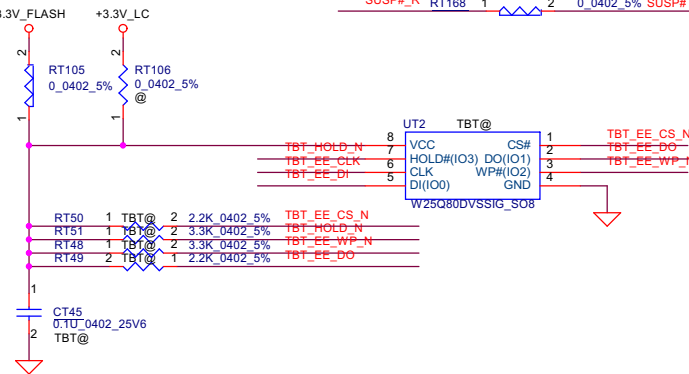 SUSP#_R RT168 1 2 0_0402_5% SUSP#
3.3V_FLASH +3.3V_LC
2 2
RT105 RT106
0_0402_5% 0_0402_5%
@
1 1
UT2 TBT@
8 VCC CS# 1 TBT_EE_CS_N
TBT_HOLD_N 7 HOLD#(IO3) DO(IO1) 2 TBT_EE_DO
TBT_EE_CLK 6 CLK WP#(IO2) 3 TBT_EE_WP_N
TBT_EE_DI 5 DI(IO0) GND 4
W25Q80DVSSIG_SO8
RT50 1 TBT@ 2 2.2K_0402_5% TBT_EE_CS_N
RT51 1 TBT@ 2 3.3K_0402_5% TBT_HOLD_N
RT48 1 TBT@ 2 3.3K_0402_5% TBT_EE_WP_N
RT49 2 TBT@ 1 2.2K_0402_5% TBT_EE_DO
1
CT45
0.1U_0402_25V6
2
TBT@